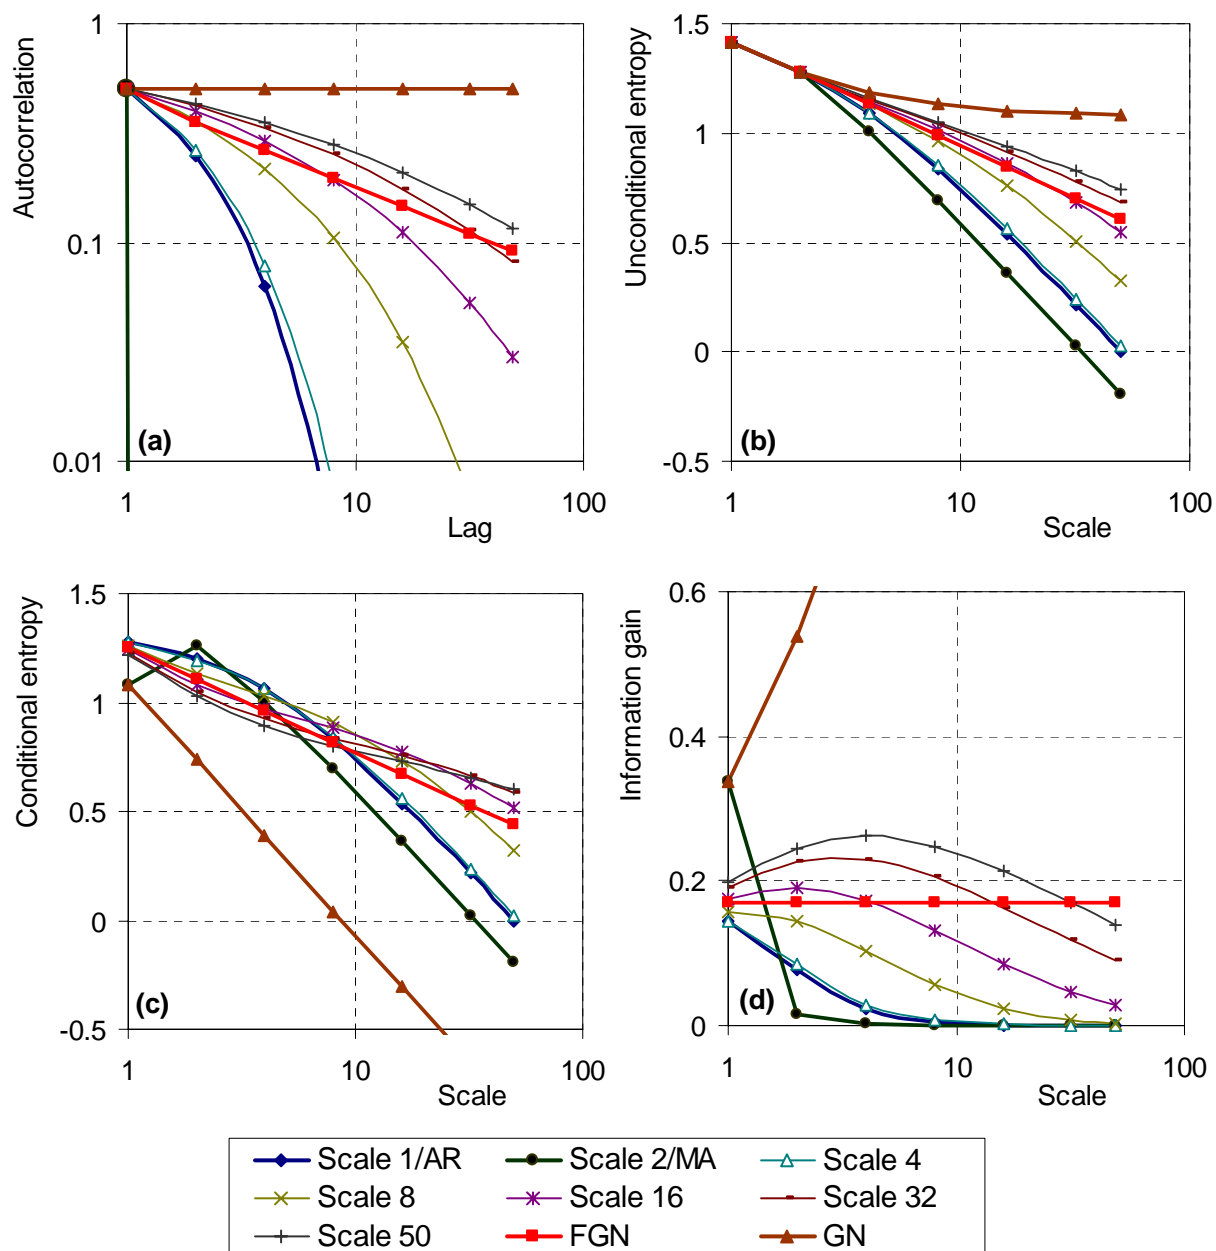 1
1.5
1
0.5
0
-0.5
0.1
0.01
Autocorrelation
Unconditional entropy
(a)
(b)
1
10
100
1
10
100
Lag
Scale
1.5
1
0.5
0
-0.5
0.6
0.4
0.2
0
Conditional entropy
Information gain
(c)
(d)
1
10
100
1
10
100
Scale
Scale
Scale 1/AR
Scale 2/MA
Scale 4
Scale 8
Scale 16
Scale 32
Scale 50
FGN
GN